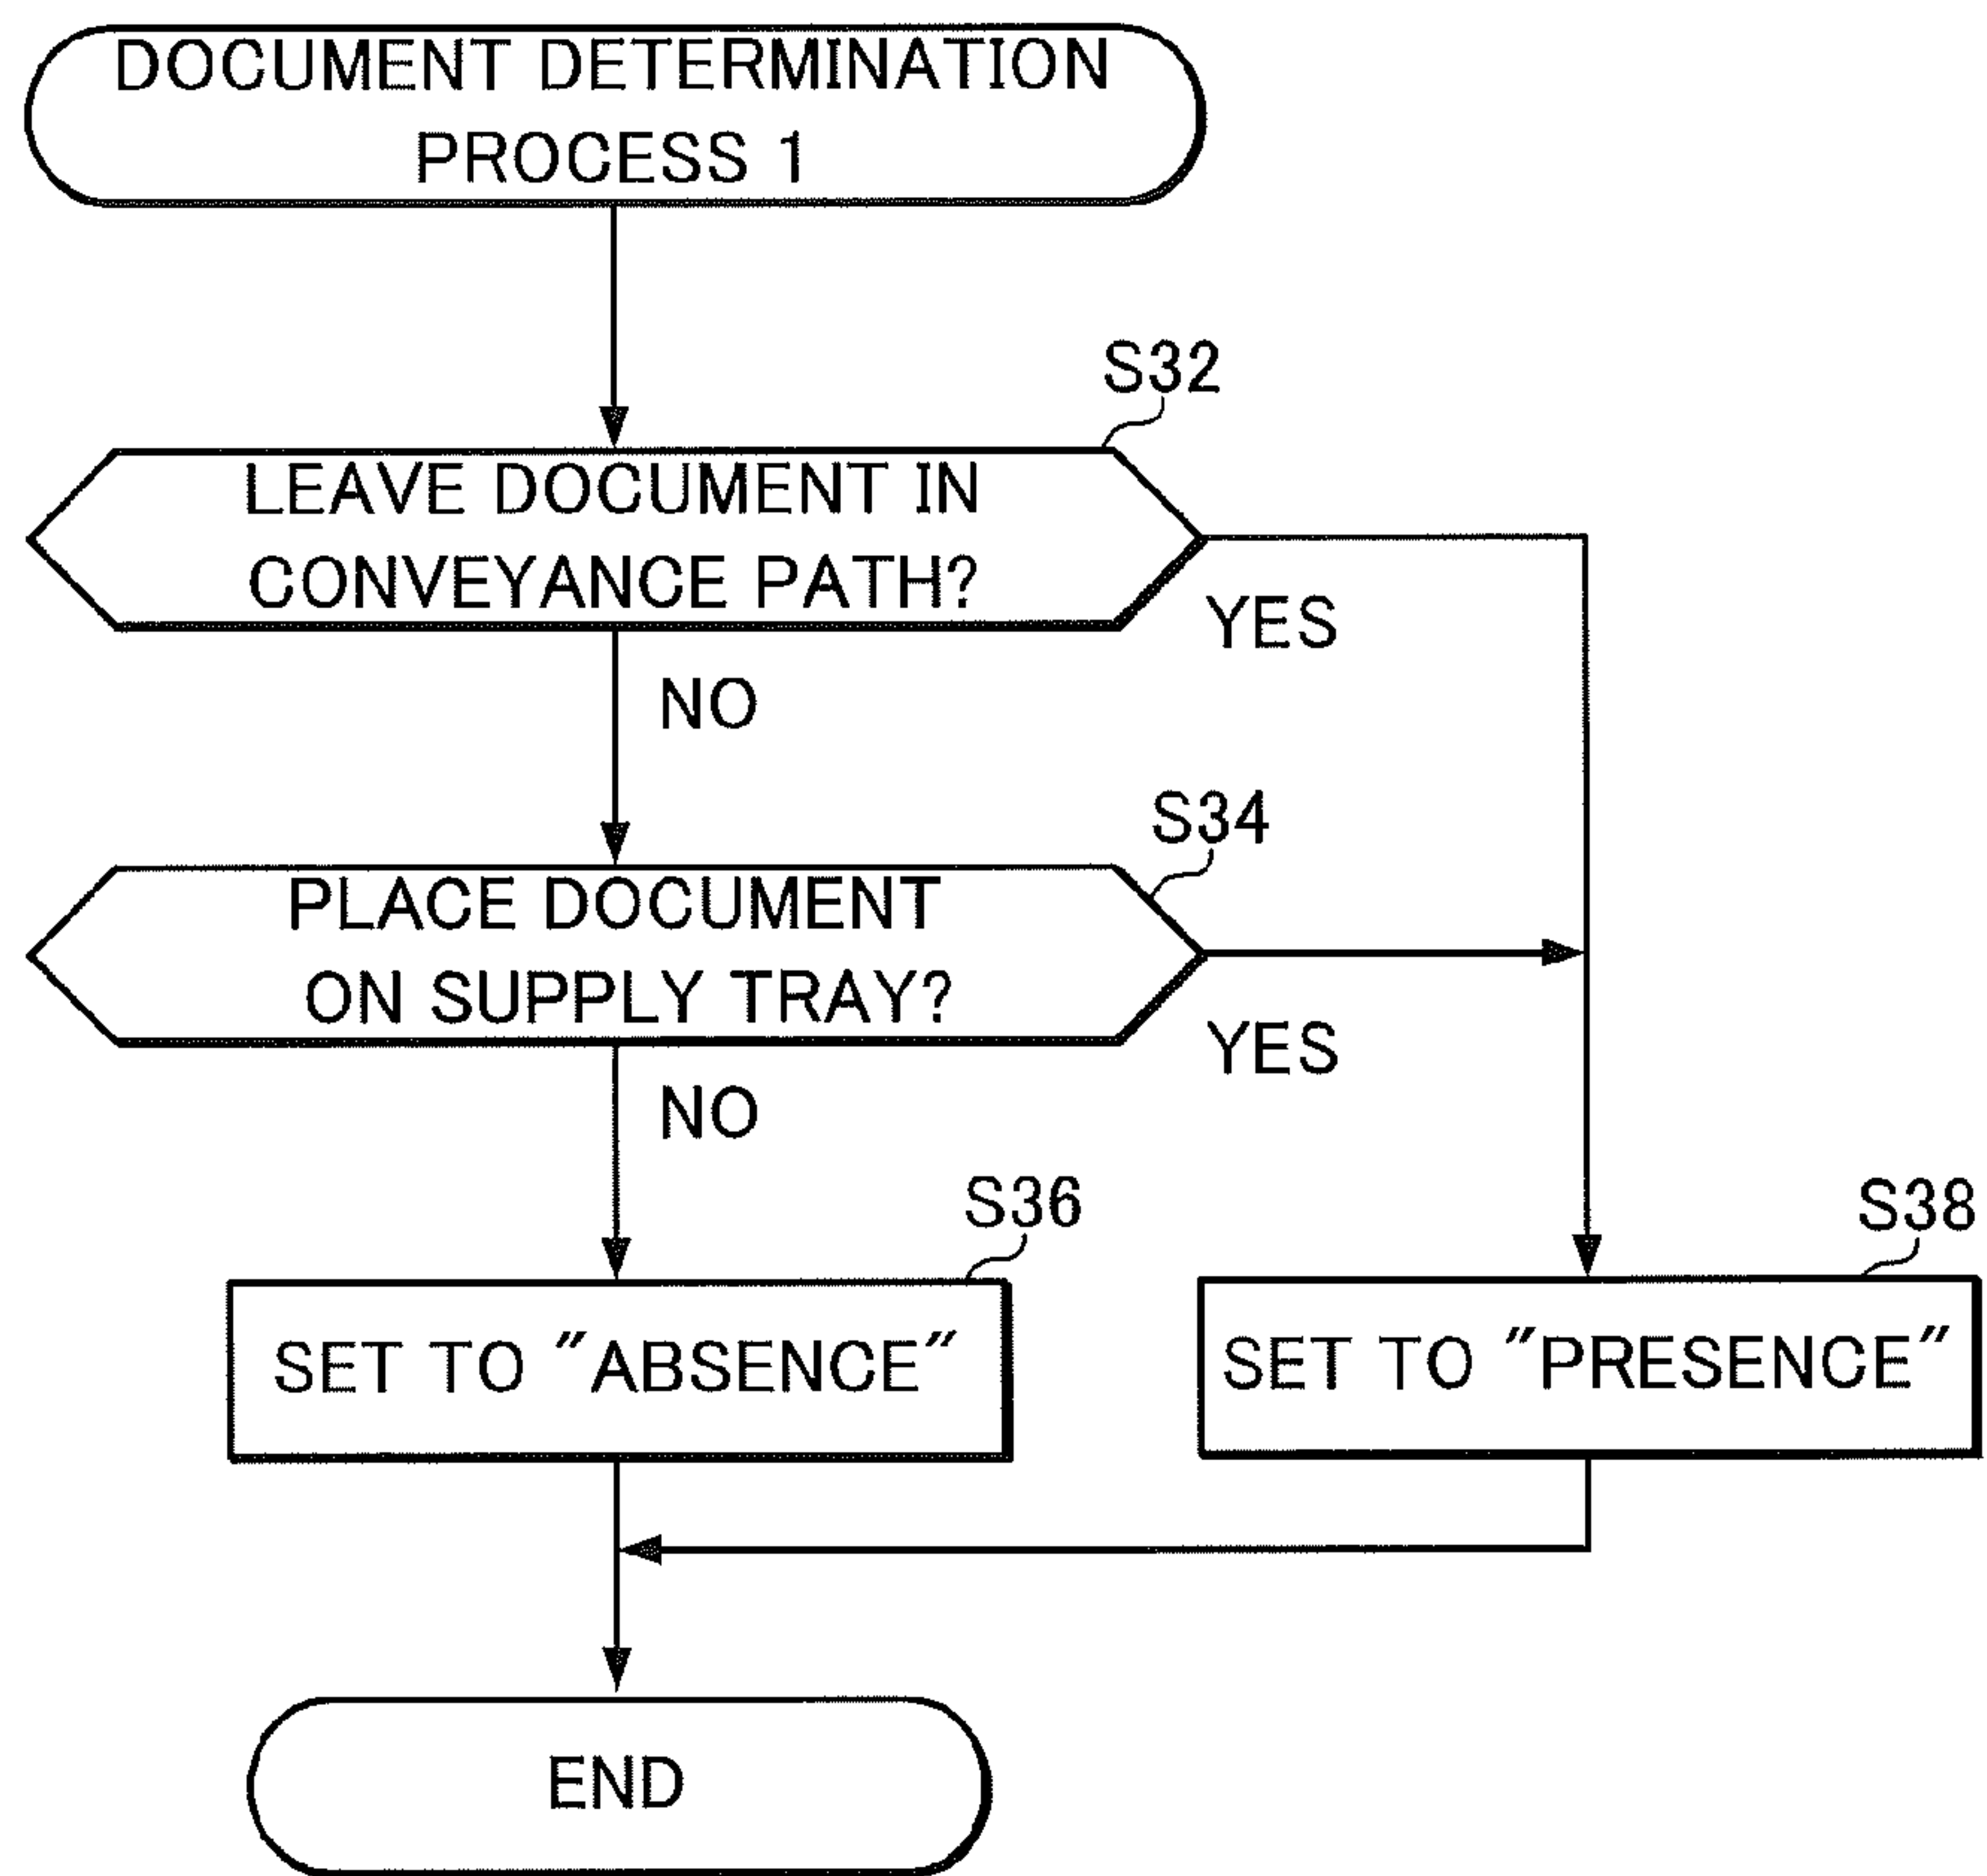 DOCUMENT DETERMINATION
PROCESS 1
S32
LEAVE DOCUMENT IN
CONVEYANCE PATH?
YES
NO
S34
PLACE DOCUMENT
ON SUPPLY TRAY?
YES
NO
S36
S38
SET TO "ABSENCE"
SET TO "PRESENCE"
END